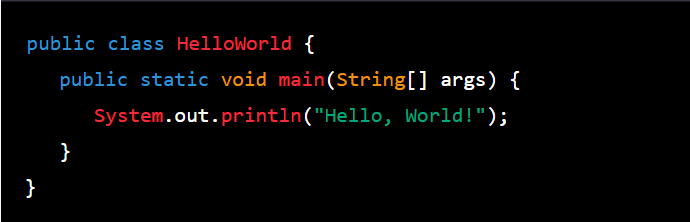 public class HelloWorld {
public static void main(String[] args) {
System.out.println("Hello, World!");
}
}